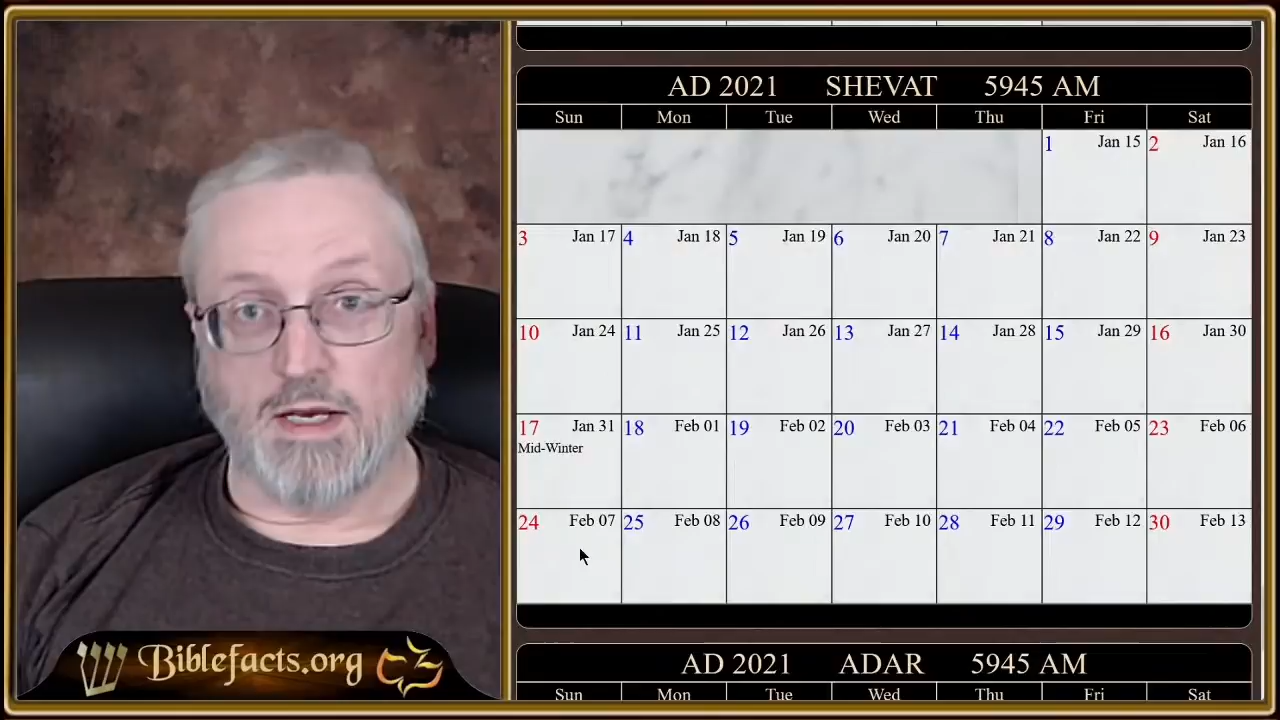 AD 2021 SHEVAT 5945 AM
Sun Mon Tue Wed Thu Fri Sat
1 Jan 15 2 Jan 16
3 Jan 17 4 Jan 18 5 Jan 19 6 Jan 20 7 Jan 21 8 Jan 22 9 Jan 23
10 Jan 24 11 Jan 25 12 Jan 26 13 Jan 27 14 Jan 28 15 Jan 29 16 Jan 30
17 Jan 31 18 Feb 01 19 Feb 02 20 Feb 03 21 Feb 04 22 Feb 05 23 Feb 06
Mid-Winter
24 Feb 07 25 Feb 08 26 Feb 09 27 Feb 10 28 Feb 11 29 Feb 12 30 Feb 13
AD 2021 ADAR 5945 AM
Sun Mon Tue Wed Thu Fri Sat
Biblefacts.org